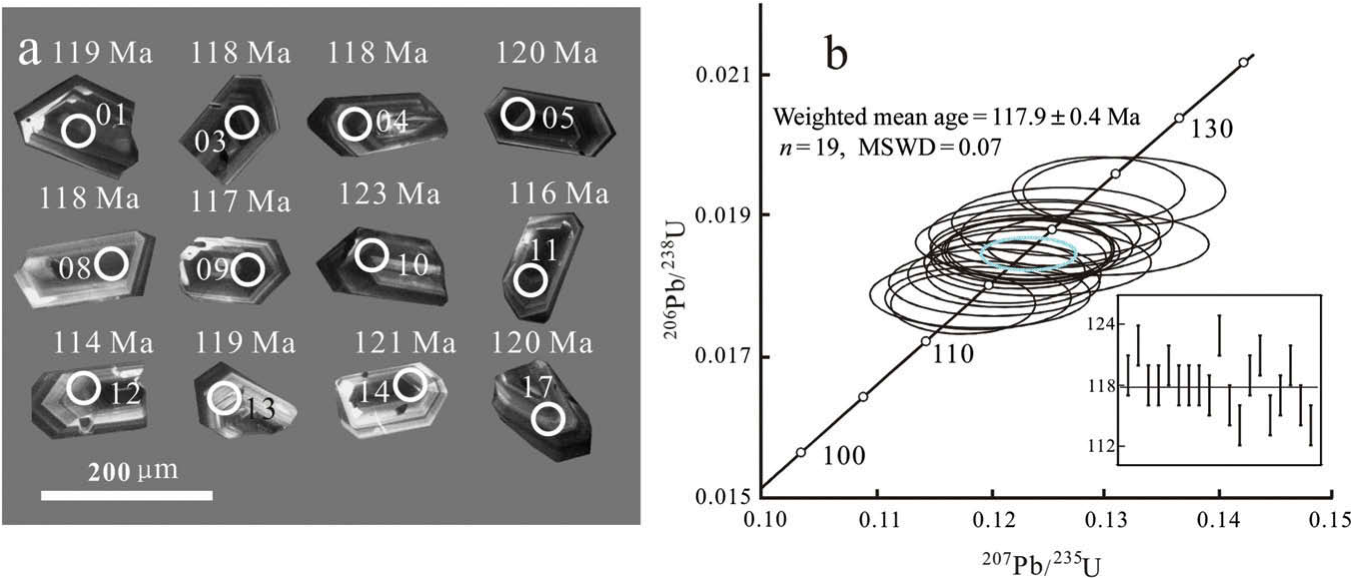 a
119 Ma 118 Ma 118 Ma 120 Ma
01 03 04 05
118 Ma 117 Ma 123 Ma 116 Ma
08 09 10 11
114 Ma 119 Ma 121 Ma 120 Ma
12 13 14 17
200 μm
b
Weighted mean age = 117.9 ± 0.4 Ma
n = 19, MSWD = 0.07
130
110
100
0.021
0.019
0.017
0.015
²⁰⁶Pb/²³⁸U
124
118
112
0.10 0.11 0.12 0.13 0.14 0.15
²⁰⁷Pb/²³⁵U